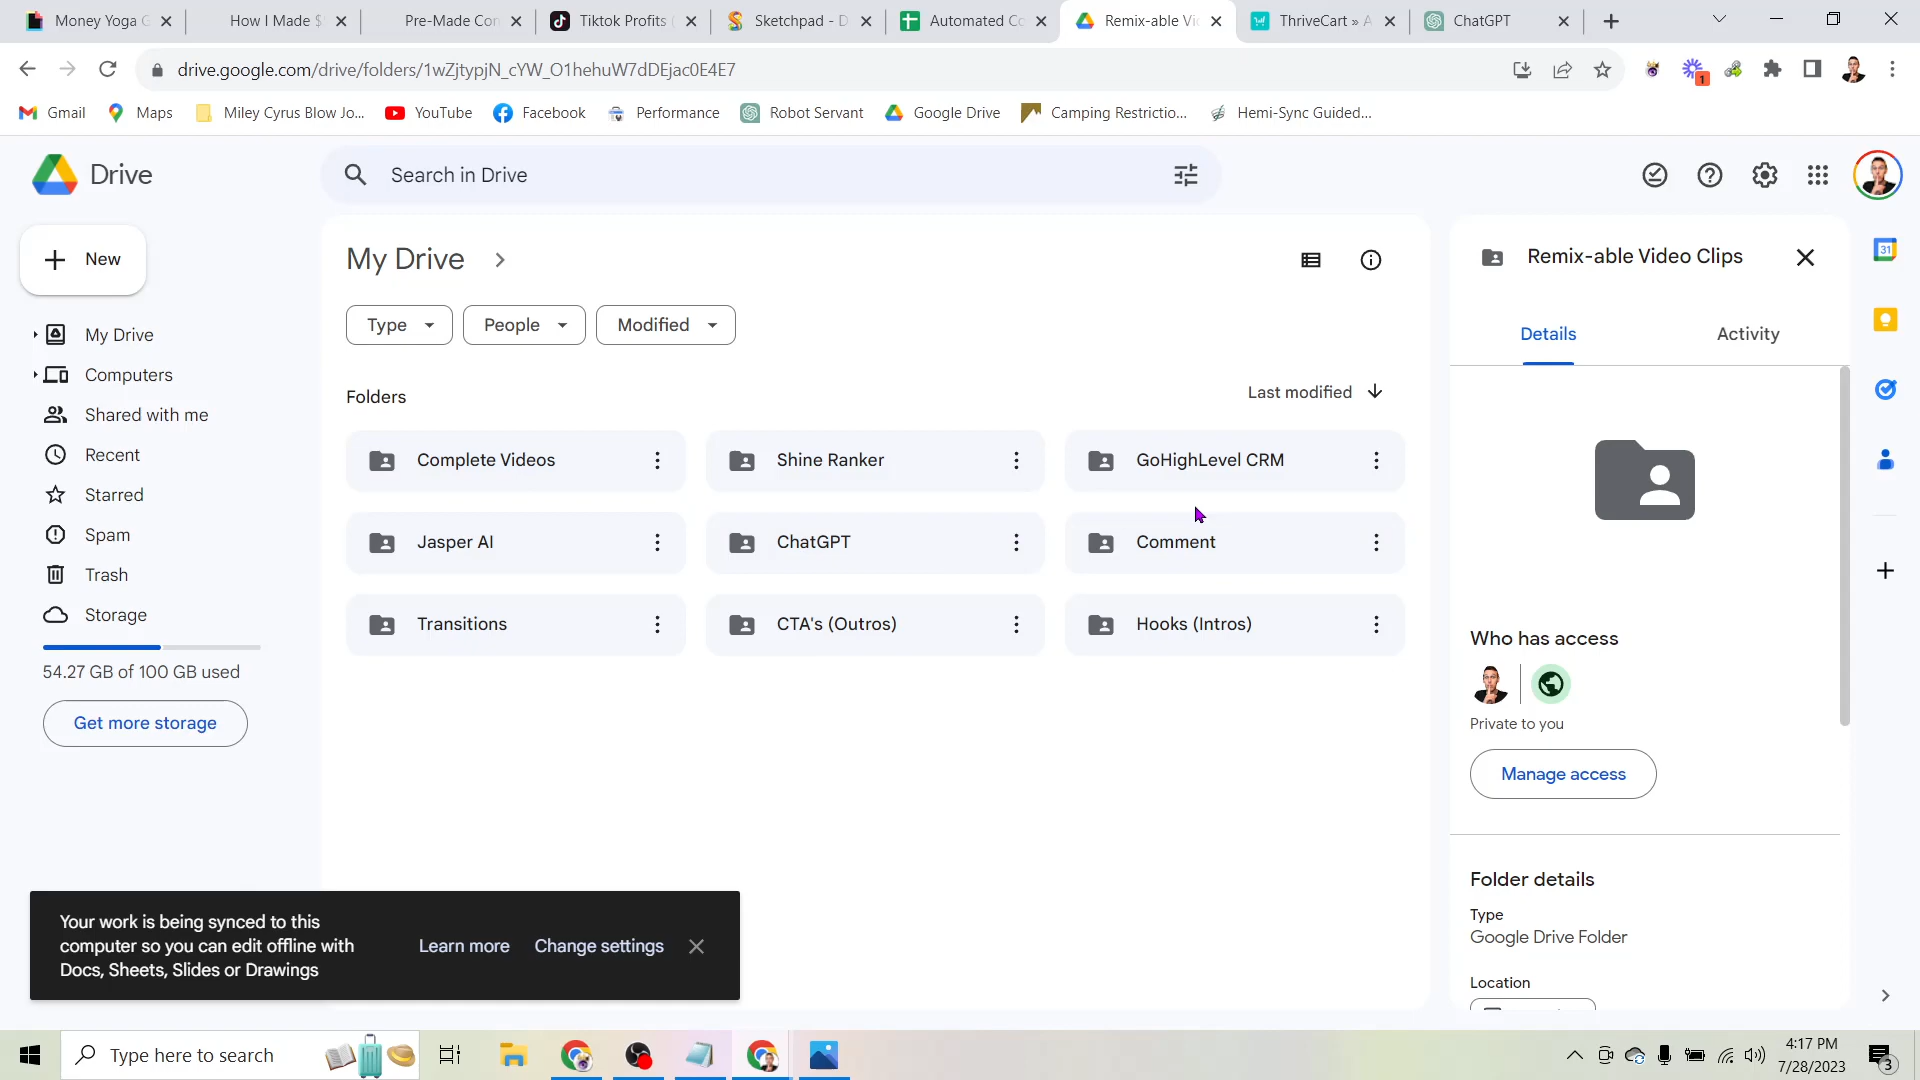 Money Yoga G
How I Made $
Pre-Made Con
Tiktok Profits (
Sketchpad - D
Automated Co
Remix-able Vi
ThriveCart » A
ChatGPT
drive.google.com/drive/folders/1wZjtypjN_cYW_O1hehuW7dDEjac0E4E7
1
Gmail
Maps
Miley Cyrus Blow Jo...
YouTube
Facebook
Performance
Robot Servant
Google Drive
Camping Restrictio...
Hemi-Sync Guided...
Drive
Search in Drive
New
My Drive
Computers
Shared with me
Recent
Starred
Spam
Trash
Storage
54.27 GB of 100 GB used
Get more storage
My Drive
Type
People
Modified
Folders
Last modified
Complete Videos
Shine Ranker
GoHighLevel CRM
Jasper AI
ChatGPT
Comment
Transitions
CTA's (Outros)
Hooks (Intros)
Remix-able Video Clips
Details
Activity
Who has access
Private to you
Manage access
Folder details
Type
Google Drive Folder
Location
31
Your work is being synced to this
computer so you can edit offline with
Docs, Sheets, Slides or Drawings
Learn more
Change settings
Type here to search
4:17 PM
7/28/2023
3